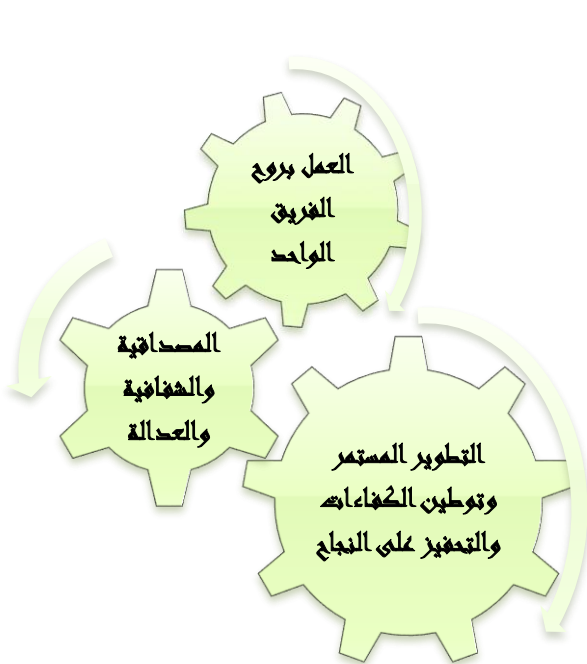 العمل بروح
الفريق
الواحد
المصداقية
والشفافية
والعدالة
التطوير المستمر
وتوطين الكفاءات
والتحفيز على النجاح